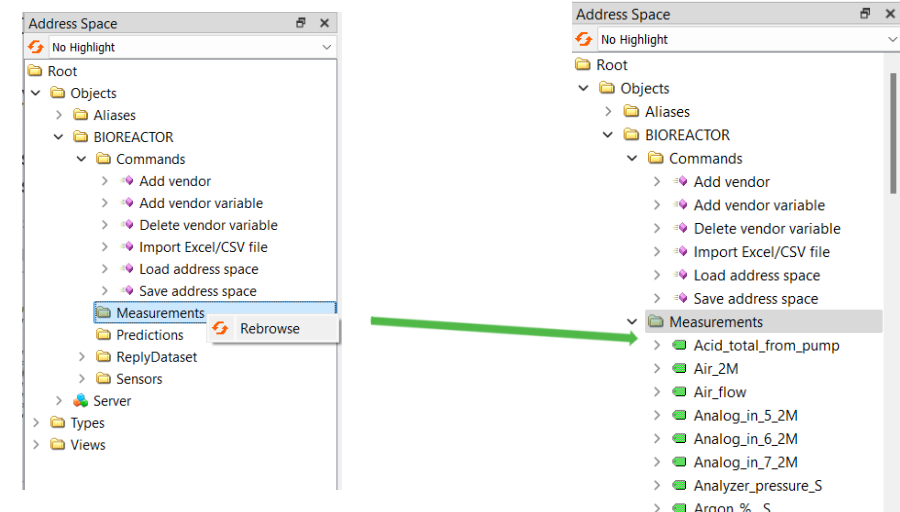 Address Space
No Highlight
Root
Objects
Aliases
BIOREACTOR
Commands
Add vendor
Add vendor variable
Delete vendor variable
Import Excel/CSV file
Load address space
Save address space
Measurements
Rebrowse
Predictions
ReplyDataset
Sensors
Server
Types
Views
Address Space
No Highlight
Root
Objects
Aliases
BIOREACTOR
Commands
Add vendor
Add vendor variable
Delete vendor variable
Import Excel/CSV file
Load address space
Save address space
Measurements
Acid_total_from_pump
Air_2M
Air_flow
Analog_in_5_2M
Analog_in_6_2M
Analog_in_7_2M
Analyzer_pressure_S
Argon_%_S